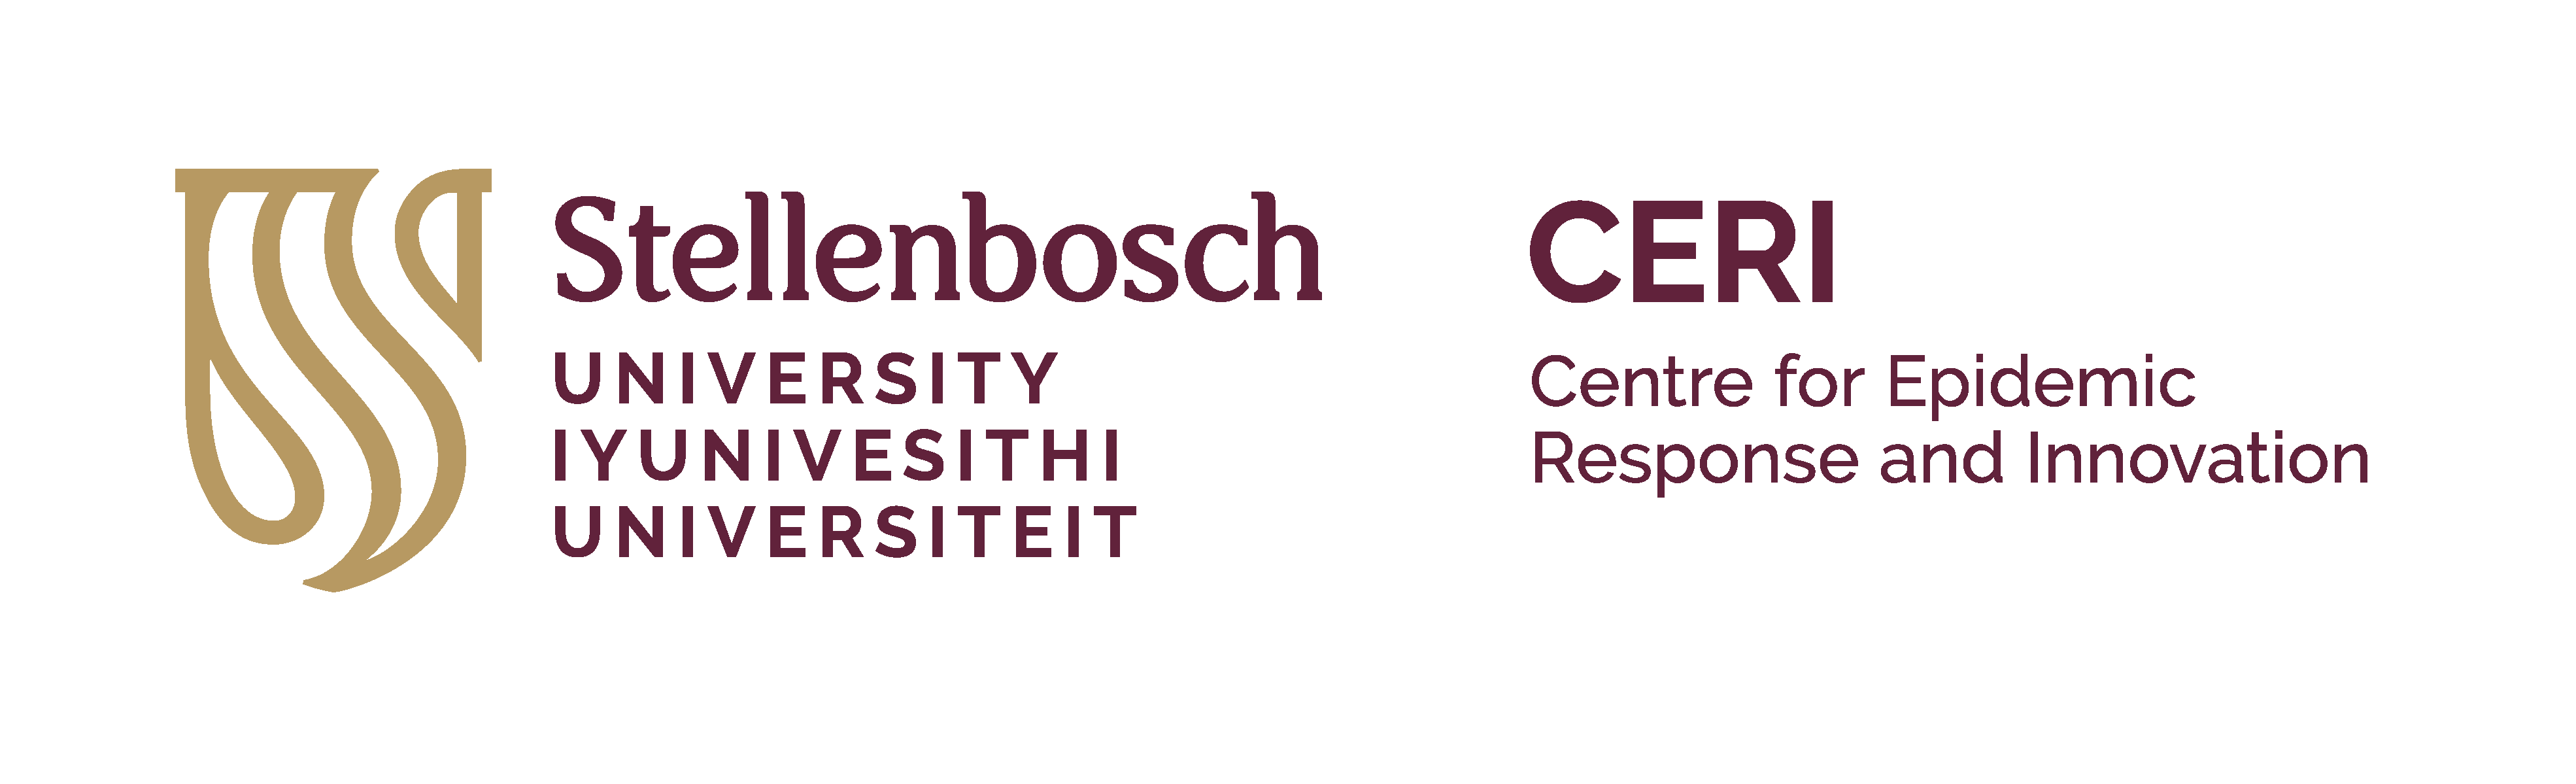 Stellenbosch
UNIVERSITY
IYUNIVESITHI
UNIVERSITEIT
CERI
Centre for Epidemic
Response and Innovation